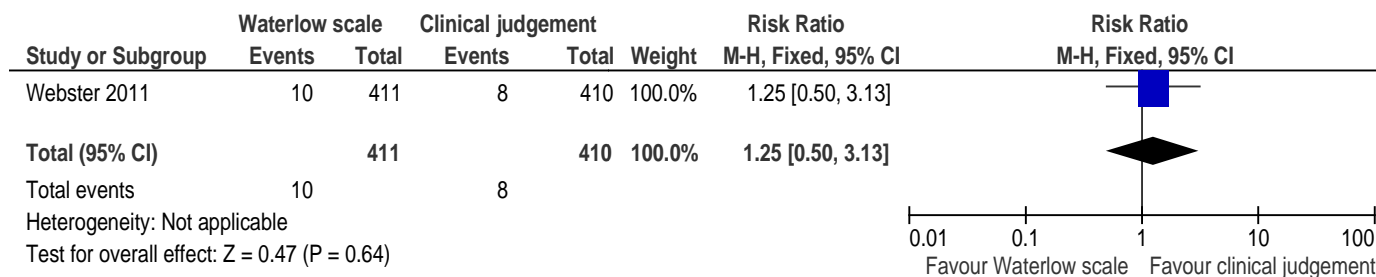 Waterlow scale Clinical judgement Risk Ratio Risk Ratio
Study or Subgroup Events Total Events Total Weight M-H, Fixed, 95% CI M-H, Fixed, 95% CI
Webster 2011 10 411 8 410 100.0% 1.25 [0.50, 3.13]
Total (95% CI) 411 410 100.0% 1.25 [0.50, 3.13]
Total events 10 8
Heterogeneity: Not applicable
Test for overall effect: Z = 0.47 (P = 0.64)
0.01 0.1 1 10 100
Favour Waterlow scale Favour clinical judgement